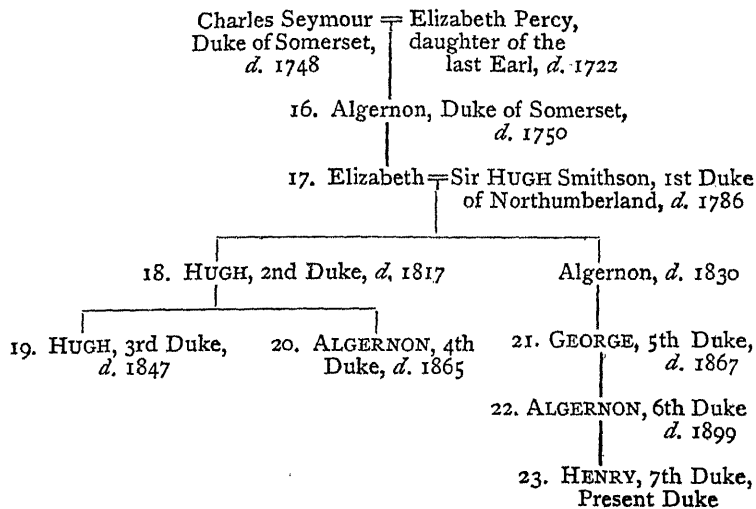 Charles Seymour = Elizabeth Percy,
Duke of Somerset, daughter of the
d. 1748 last Earl, d. 1722
16. Algernon, Duke of Somerset,
d. 1750
17. Elizabeth = Sir HUGH Smithson, 1st Duke
of Northumberland, d. 1786
18. HUGH, 2nd Duke, d. 1817 Algernon, d. 1830
19. HUGH, 3rd Duke, 20. ALGERNON, 4th 21. GEORGE, 5th Duke,
d. 1847 Duke, d. 1865 d. 1867
22. ALGERNON, 6th Duke
d. 1899
23. HENRY, 7th Duke,
Present Duke